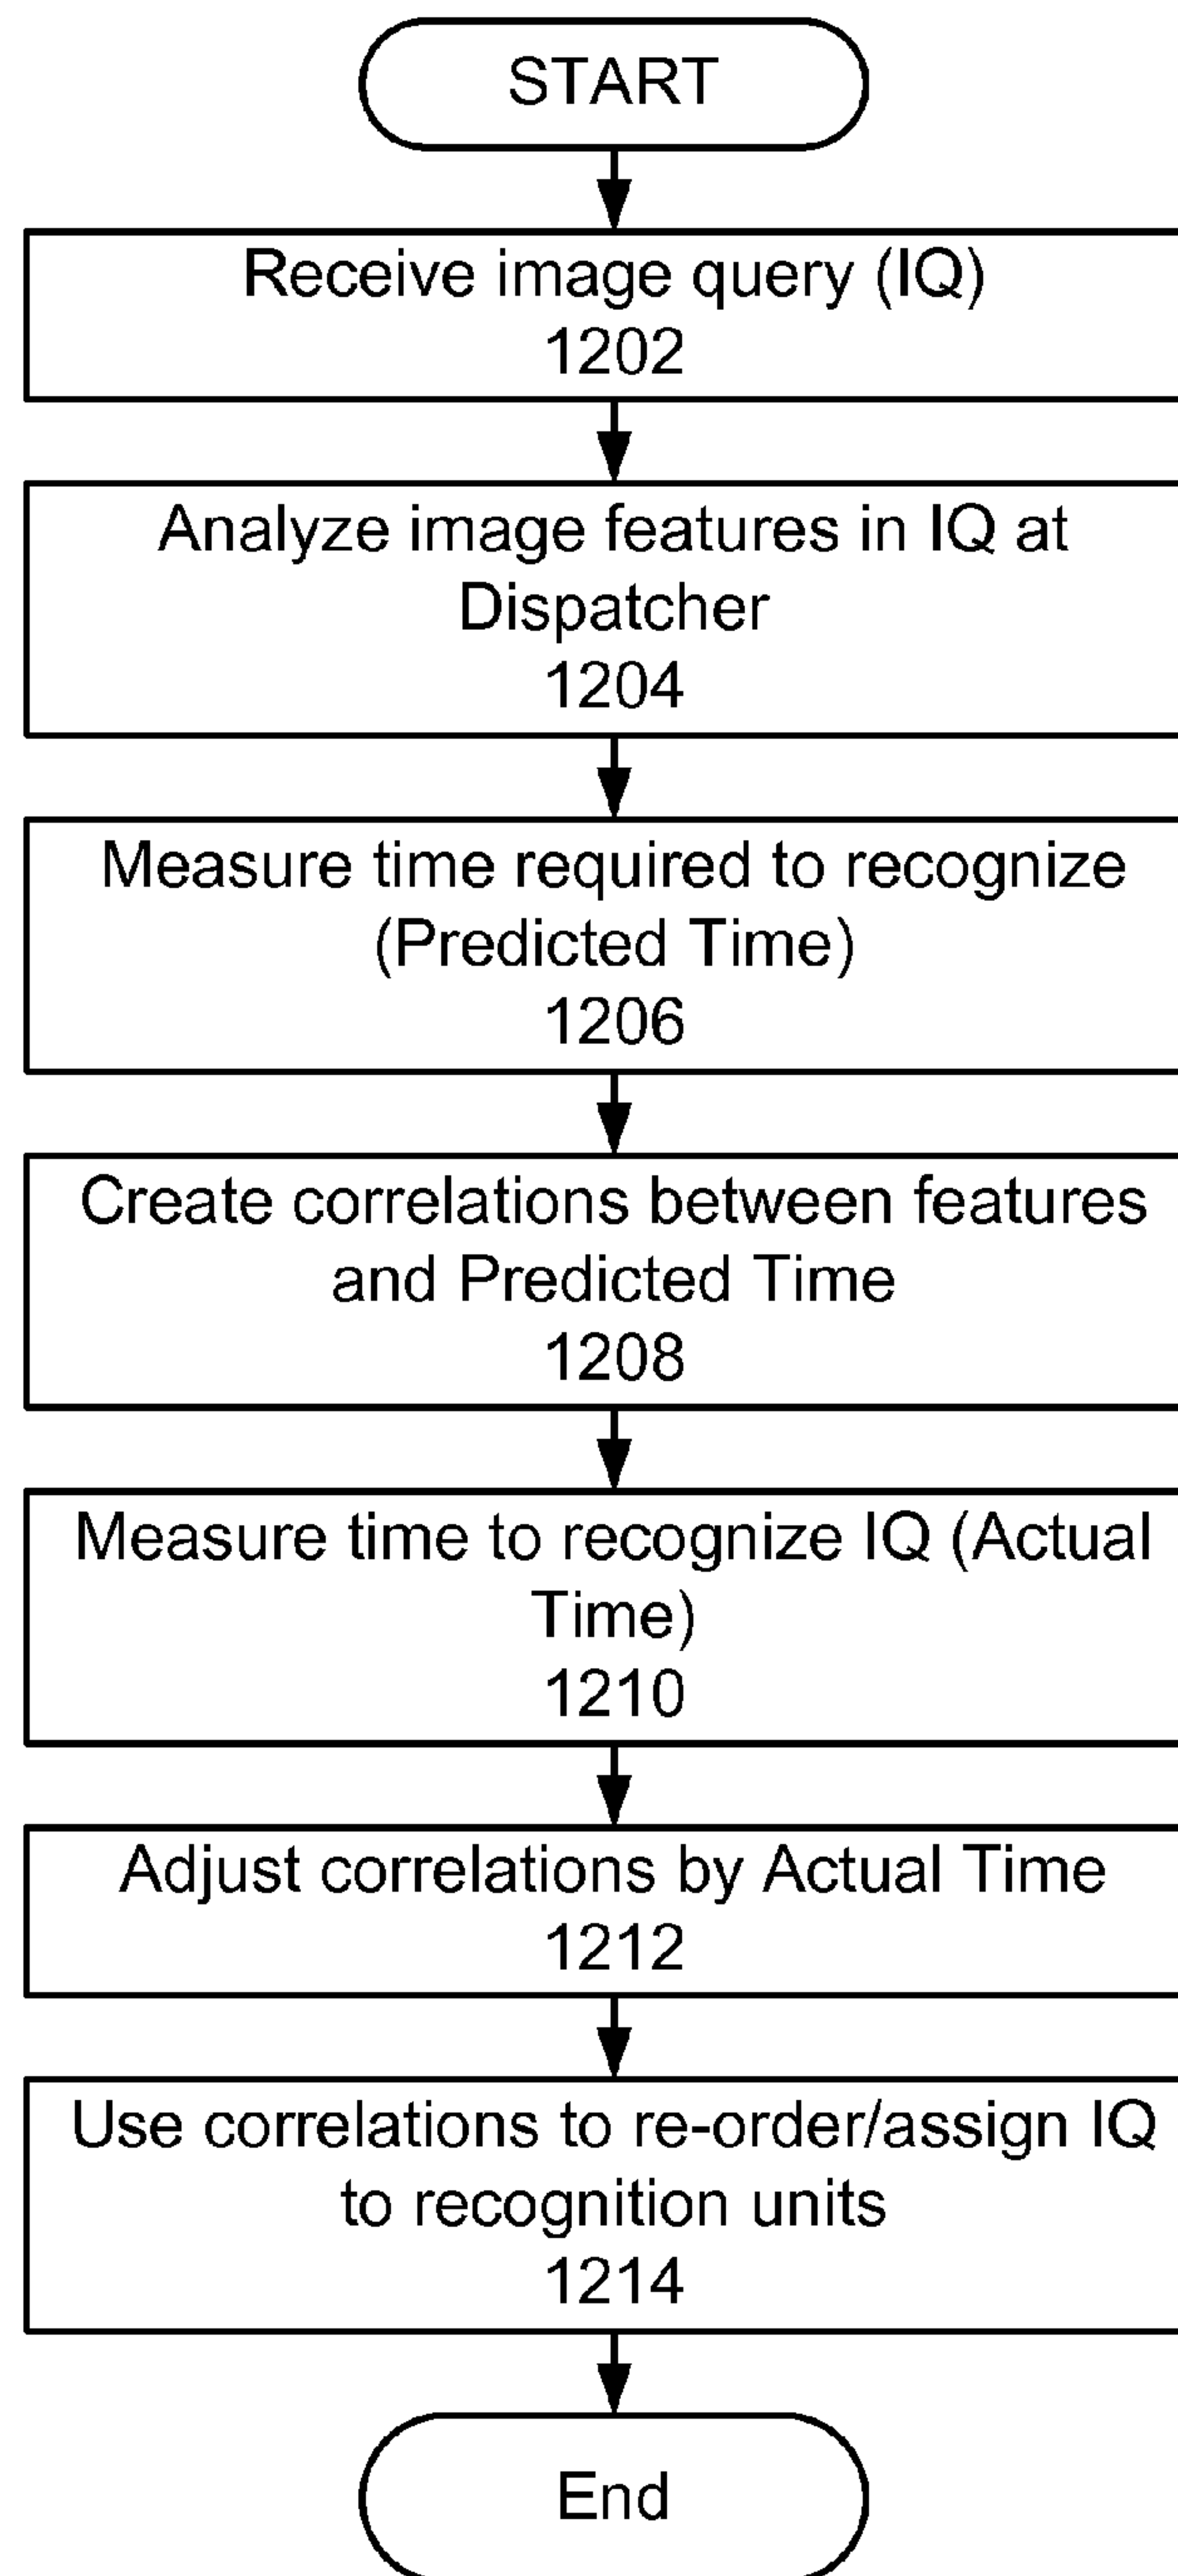 START
Receive image query (IQ)
1202
Analyze image features in IQ at
Dispatcher
1204
Measure time required to recognize
(Predicted Time)
1206
Create correlations between features
and Predicted Time
1208
Measure time to recognize IQ (Actual
Time)
1210
Adjust correlations by Actual Time
1212
Use correlations to re-order/assign IQ
to recognition units
1214
End